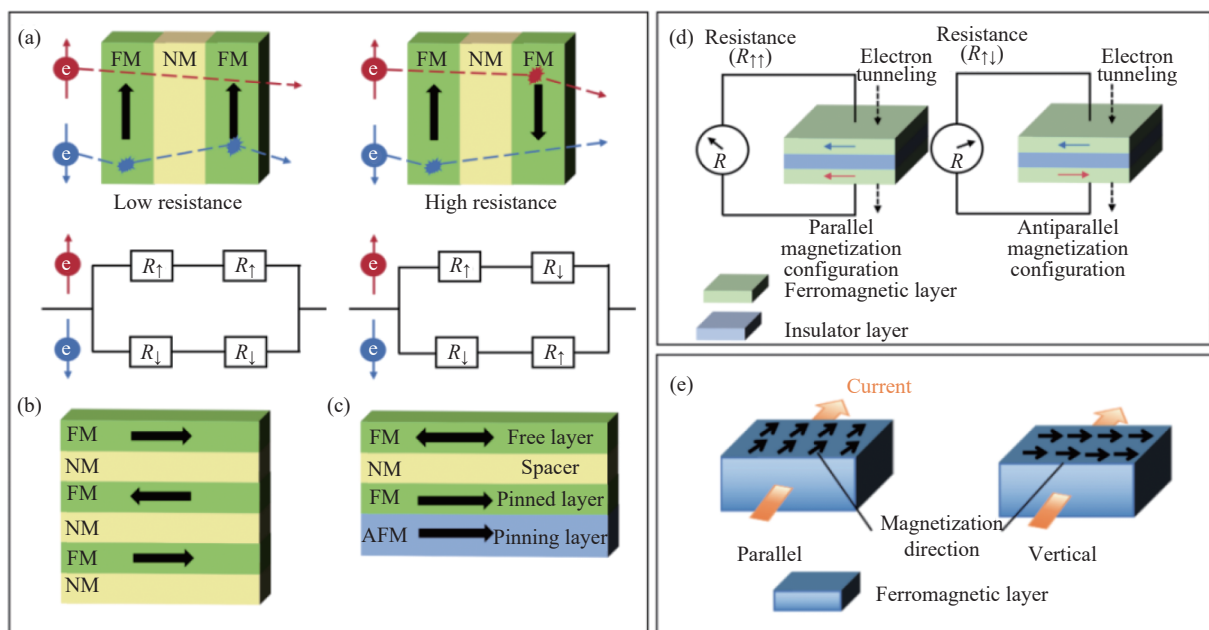 (a)
FM NM FM
e
e
Low resistance
FM NM FM
e
e
High resistance
e
R↑ R↑
e
R↓ R↓
e
R↑ R↓
e
R↓ R↑
(b)
FM
NM
FM
NM
FM
NM
(c)
FM Free layer
NM Spacer
FM Pinned layer
AFM Pinning layer
(d)
Resistance
(R↑↑)
Electron
tunneling
R
Parallel
magnetization
configuration
Resistance
(R↑↓)
Electron
tunneling
R
Antiparallel
magnetization
configuration
Ferromagnetic layer
Insulator layer
(e)
Current
Magnetization
direction
Parallel
Vertical
Ferromagnetic layer